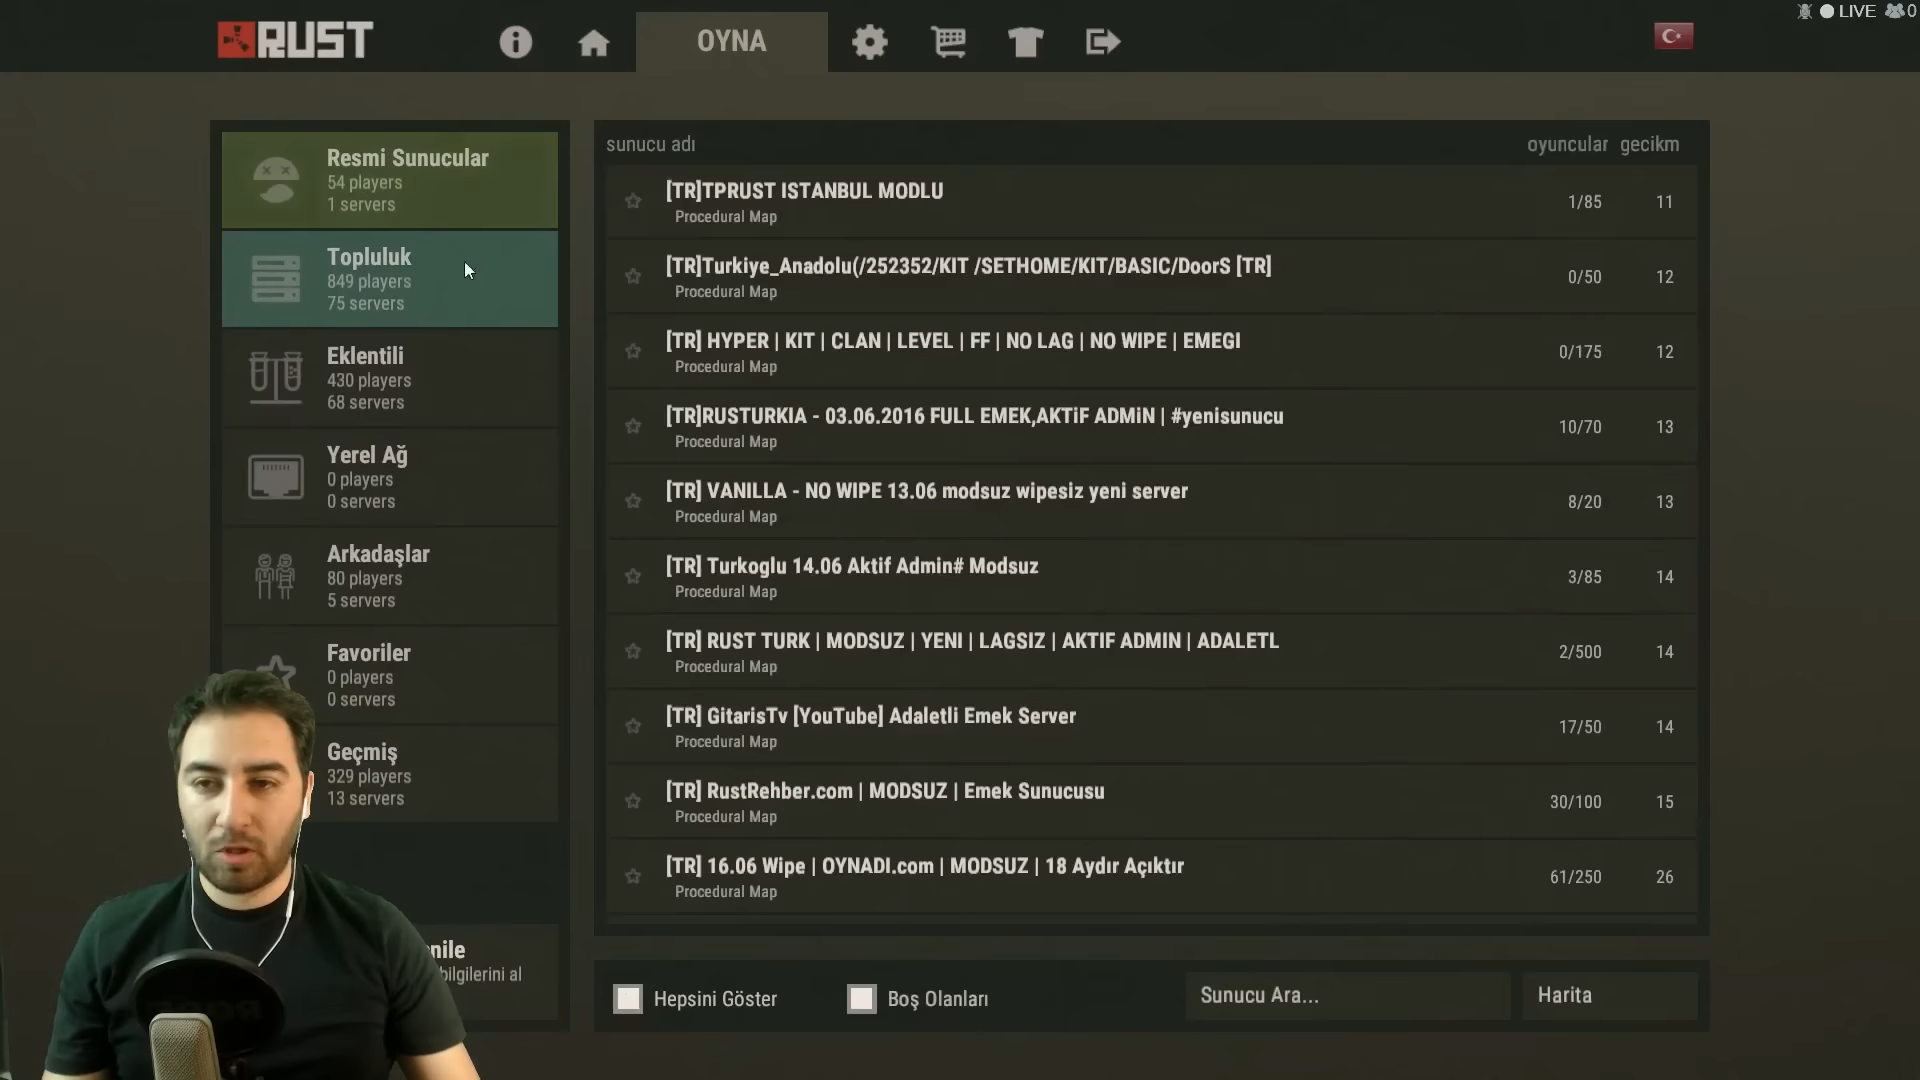 RUST
OYNA
LIVE 0
Resmi Sunucular
54 players
1 servers
Topluluk
849 players
75 servers
Eklentili
430 players
68 servers
Yerel Ağ
0 players
0 servers
Arkadaşlar
80 players
5 servers
Favoriler
0 players
0 servers
Geçmiş
329 players
13 servers
nile
bilgilerini al
sunucu adı oyuncular gecikm
[TR]TPRUST ISTANBUL MODLU 1/85 11
Procedural Map
[TR]Turkiye_Anadolu(/252352/KIT /SETHOME/KIT/BASIC/DoorS [TR] 0/50 12
Procedural Map
[TR] HYPER | KIT | CLAN | LEVEL | FF | NO LAG | NO WIPE | EMEGI 0/175 12
Procedural Map
[TR]RUSTURKIA - 03.06.2016 FULL EMEK,AKTiF ADMiN | #yenisunucu 10/70 13
Procedural Map
[TR] VANILLA - NO WIPE 13.06 modsuz wipesiz yeni server 8/20 13
Procedural Map
[TR] Turkoglu 14.06 Aktif Admin# Modsuz 3/85 14
Procedural Map
[TR] RUST TURK | MODSUZ | YENI | LAGSIZ | AKTIF ADMIN | ADALETL 2/500 14
Procedural Map
[TR] GitarisTv [YouTube] Adaletli Emek Server 17/50 14
Procedural Map
[TR] RustRehber.com | MODSUZ | Emek Sunucusu 30/100 15
Procedural Map
[TR] 16.06 Wipe | OYNADI.com | MODSUZ | 18 Aydır Açıktır 61/250 26
Procedural Map
Hepsini Göster Boş Olanları Sunucu Ara... Harita